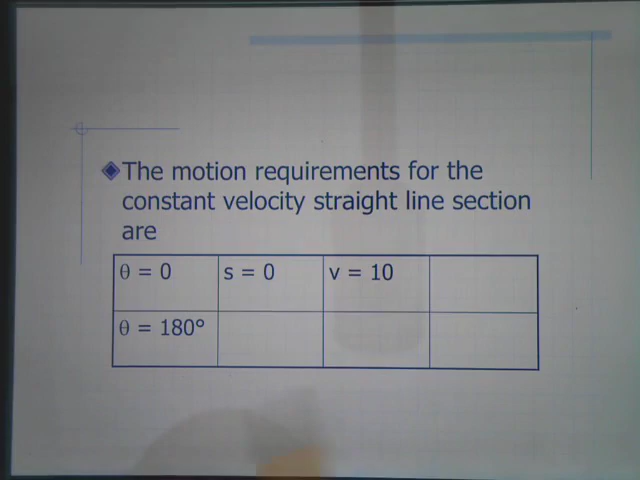 The motion requirements for the
constant velocity straight line section
are
θ = 0 s = 0 v = 10
θ = 180°